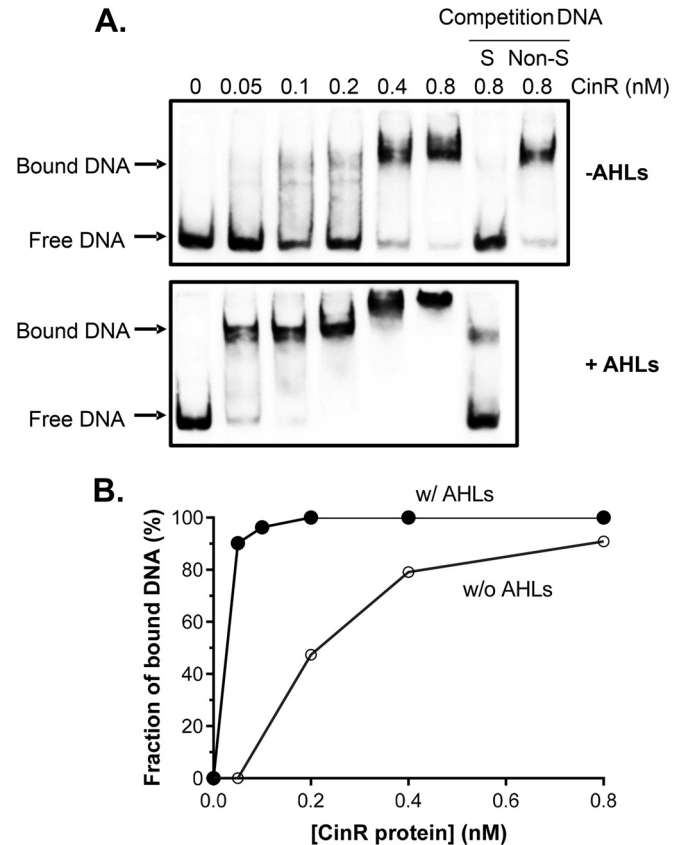 A.
Competition DNA
S Non-S
0 0.05 0.1 0.2 0.4 0.8 0.8 0.8 CinR (nM)
Bound DNA
-AHLs
Free DNA
Bound DNA
+ AHLs
Free DNA
B.
w/ AHLs
100
80
w/o AHLs
60
40
20
0
Fraction of bound DNA (%)
0.0 0.2 0.4 0.6 0.8
[CinR protein] (nM)